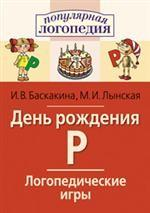 популярная
логопедия
Р
Р
И. В. Баскакина, М. И. Лынская
День рождения
Р
Логопедические
игры